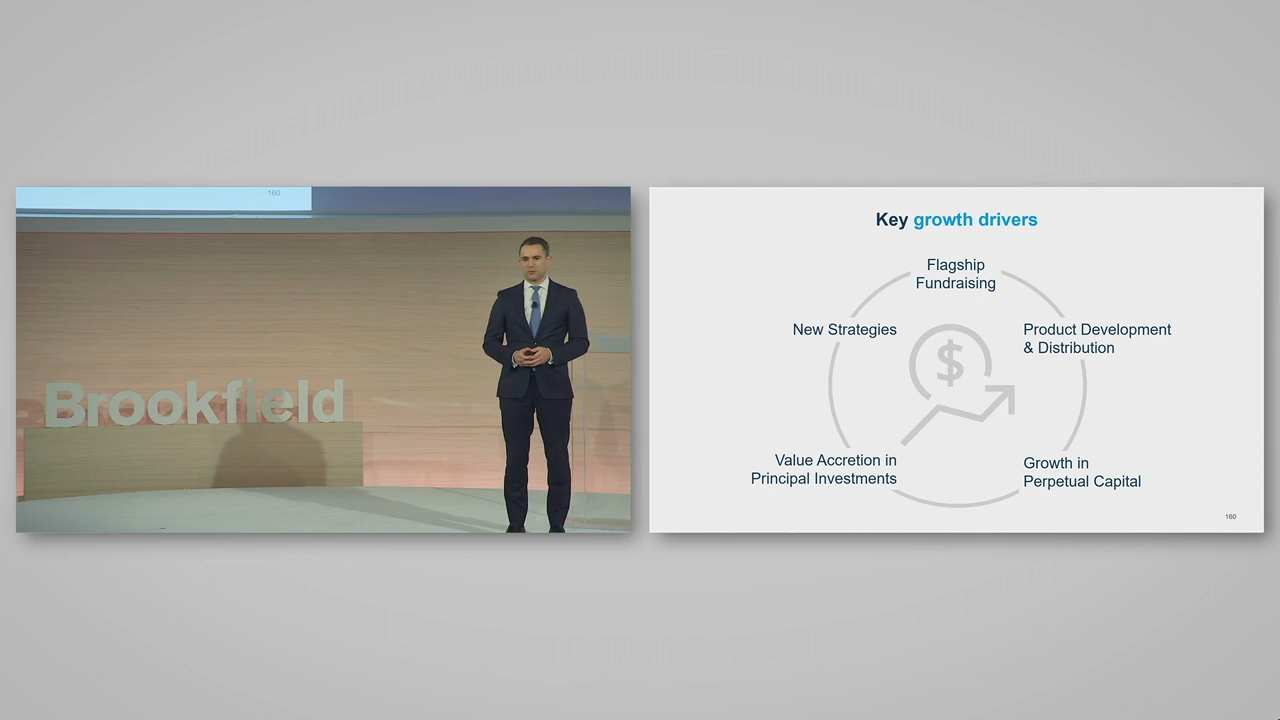 160
Brookfield
Key growth drivers
Flagship
Fundraising
New Strategies
Product Development
& Distribution
$
Value Accretion in
Principal Investments
Growth in
Perpetual Capital
160